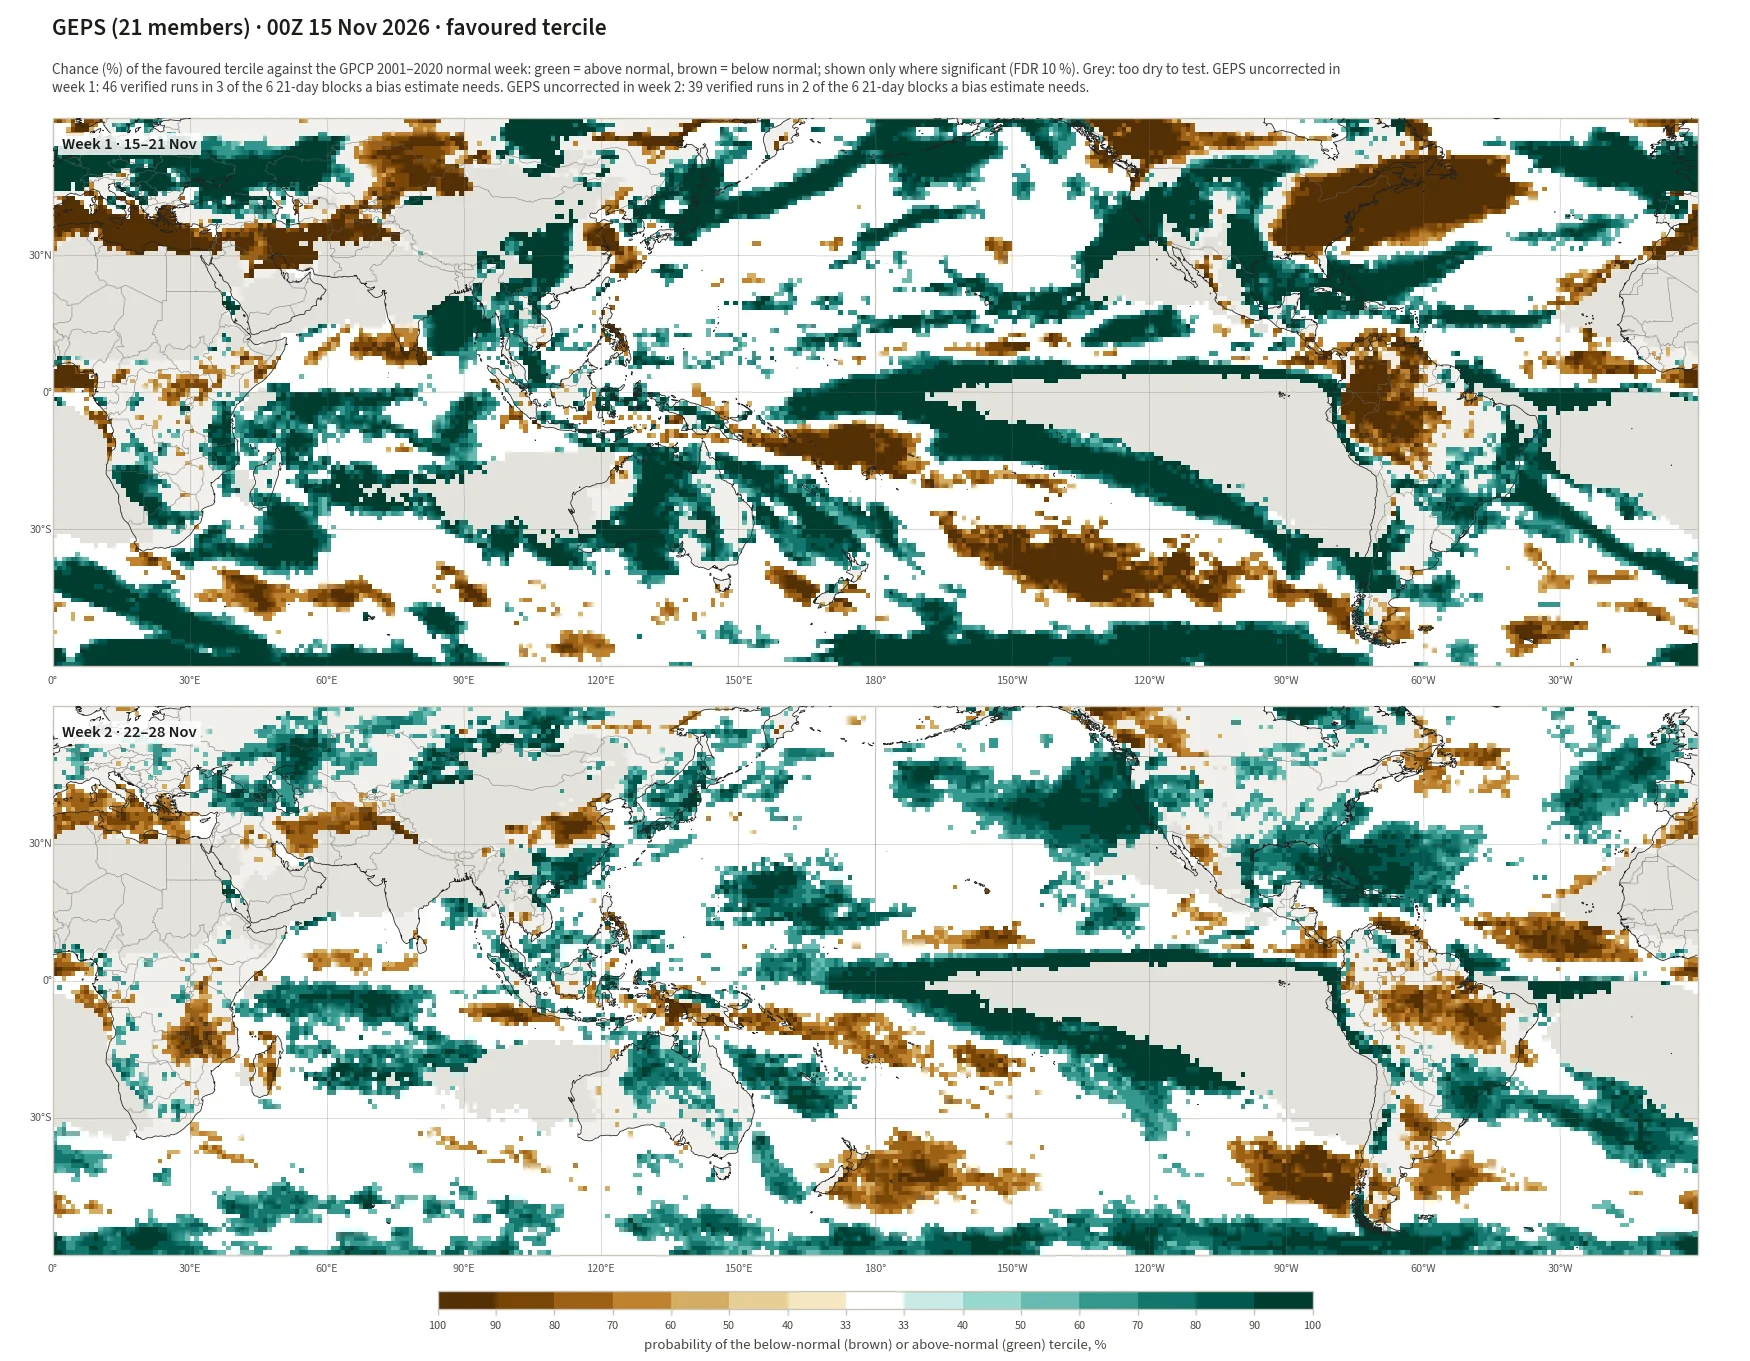 GEPS (21 members) · 00Z 15 Nov 2026 · favoured tercile
Chance (%) of the favoured tercile against the GPCP 2001–2020 normal week: green = above normal, brown = below normal; shown only where significant (FDR 10 %). Grey: too dry to test. GEPS uncorrected in
week 1: 46 verified runs in 3 of the 6 21-day blocks a bias estimate needs. GEPS uncorrected in week 2: 39 verified runs in 2 of the 6 21-day blocks a bias estimate needs.
Week 1 · 15–21 Nov
30°N
0°
30°S
0° 30°E 60°E 90°E 120°E 150°E 180° 150°W 120°W 90°W 60°W 30°W
Week 2 · 22–28 Nov
30°N
0°
30°S
0° 30°E 60°E 90°E 120°E 150°E 180° 150°W 120°W 90°W 60°W 30°W
100 90 80 70 60 50 40 33 33 40 50 60 70 80 90 100
probability of the below-normal (brown) or above-normal (green) tercile, %